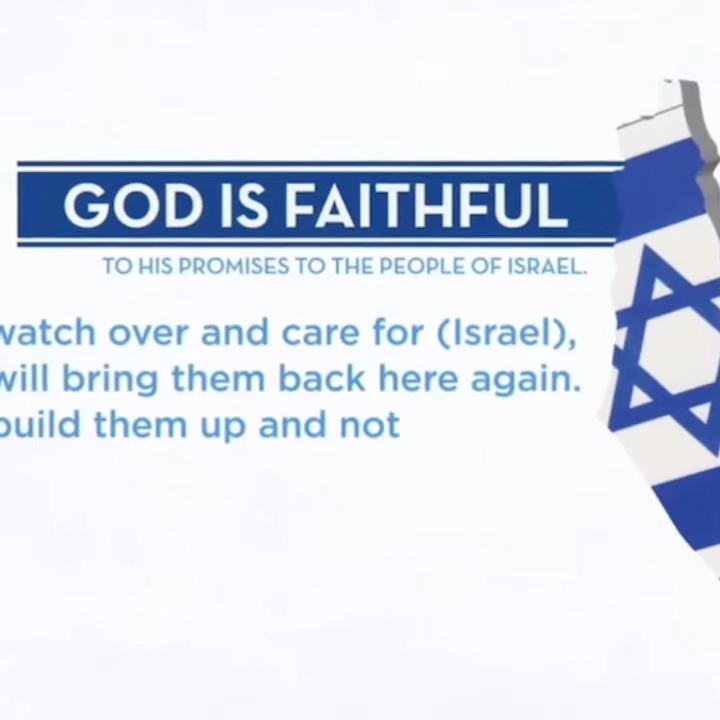 GOD IS FAITHFUL
TO HIS PROMISES TO THE PEOPLE OF ISRAEL.
watch over and care for (Israel),
will bring them back here again.
build them up and not